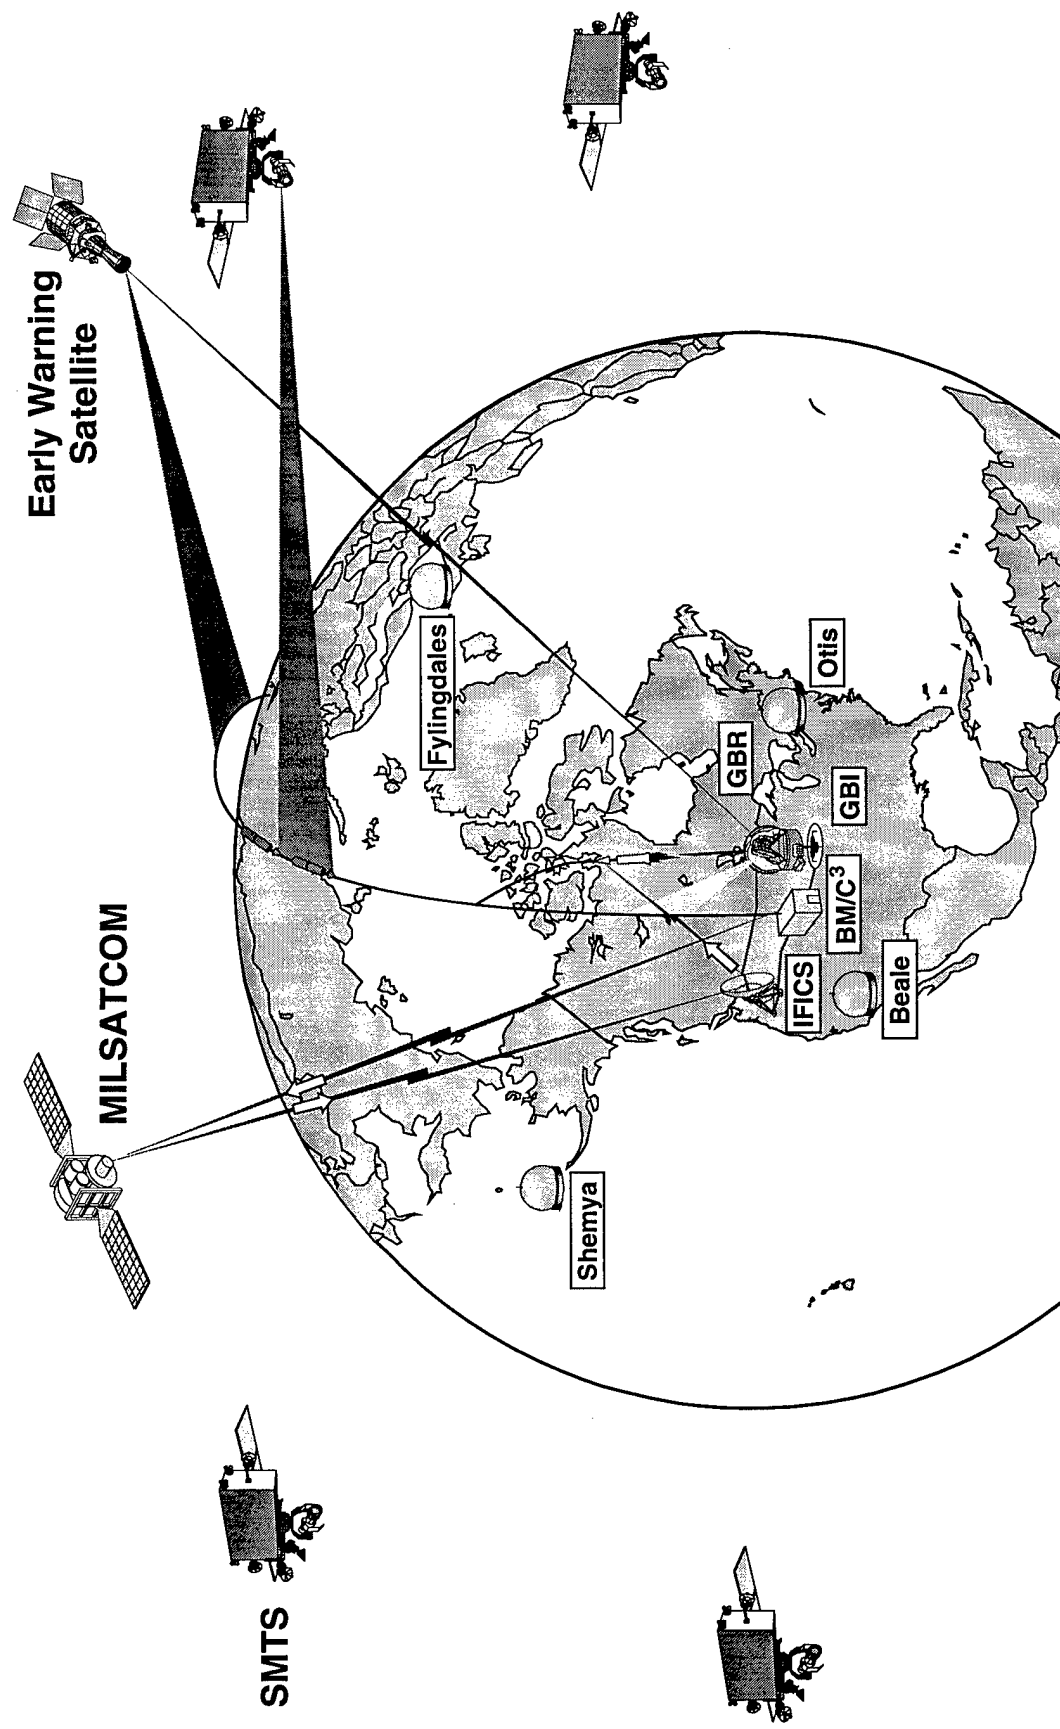 SMTS
MILSATCOM
Early Warning
Satellite
Shemya
Fylingdales
Beale
IFICS
BM/C³
GBI
GBR
Otis